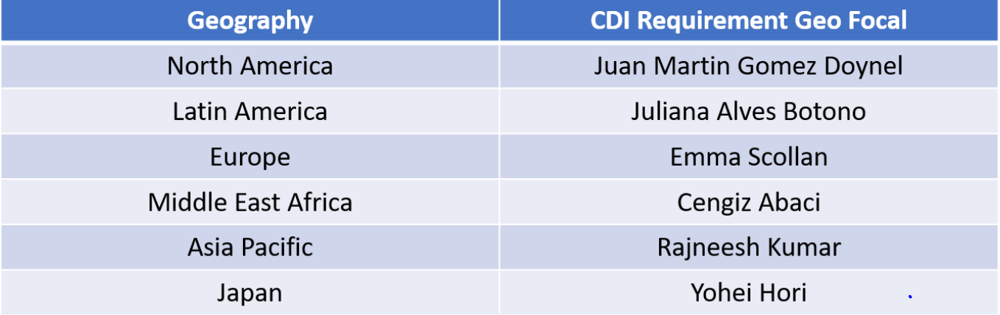 Geography CDI Requirement Geo Focal
North America Juan Martin Gomez Doynel
Latin America Juliana Alves Botono
Europe Emma Scollan
Middle East Africa Cengiz Abaci
Asia Pacific Rajneesh Kumar
Japan Yohei Hori